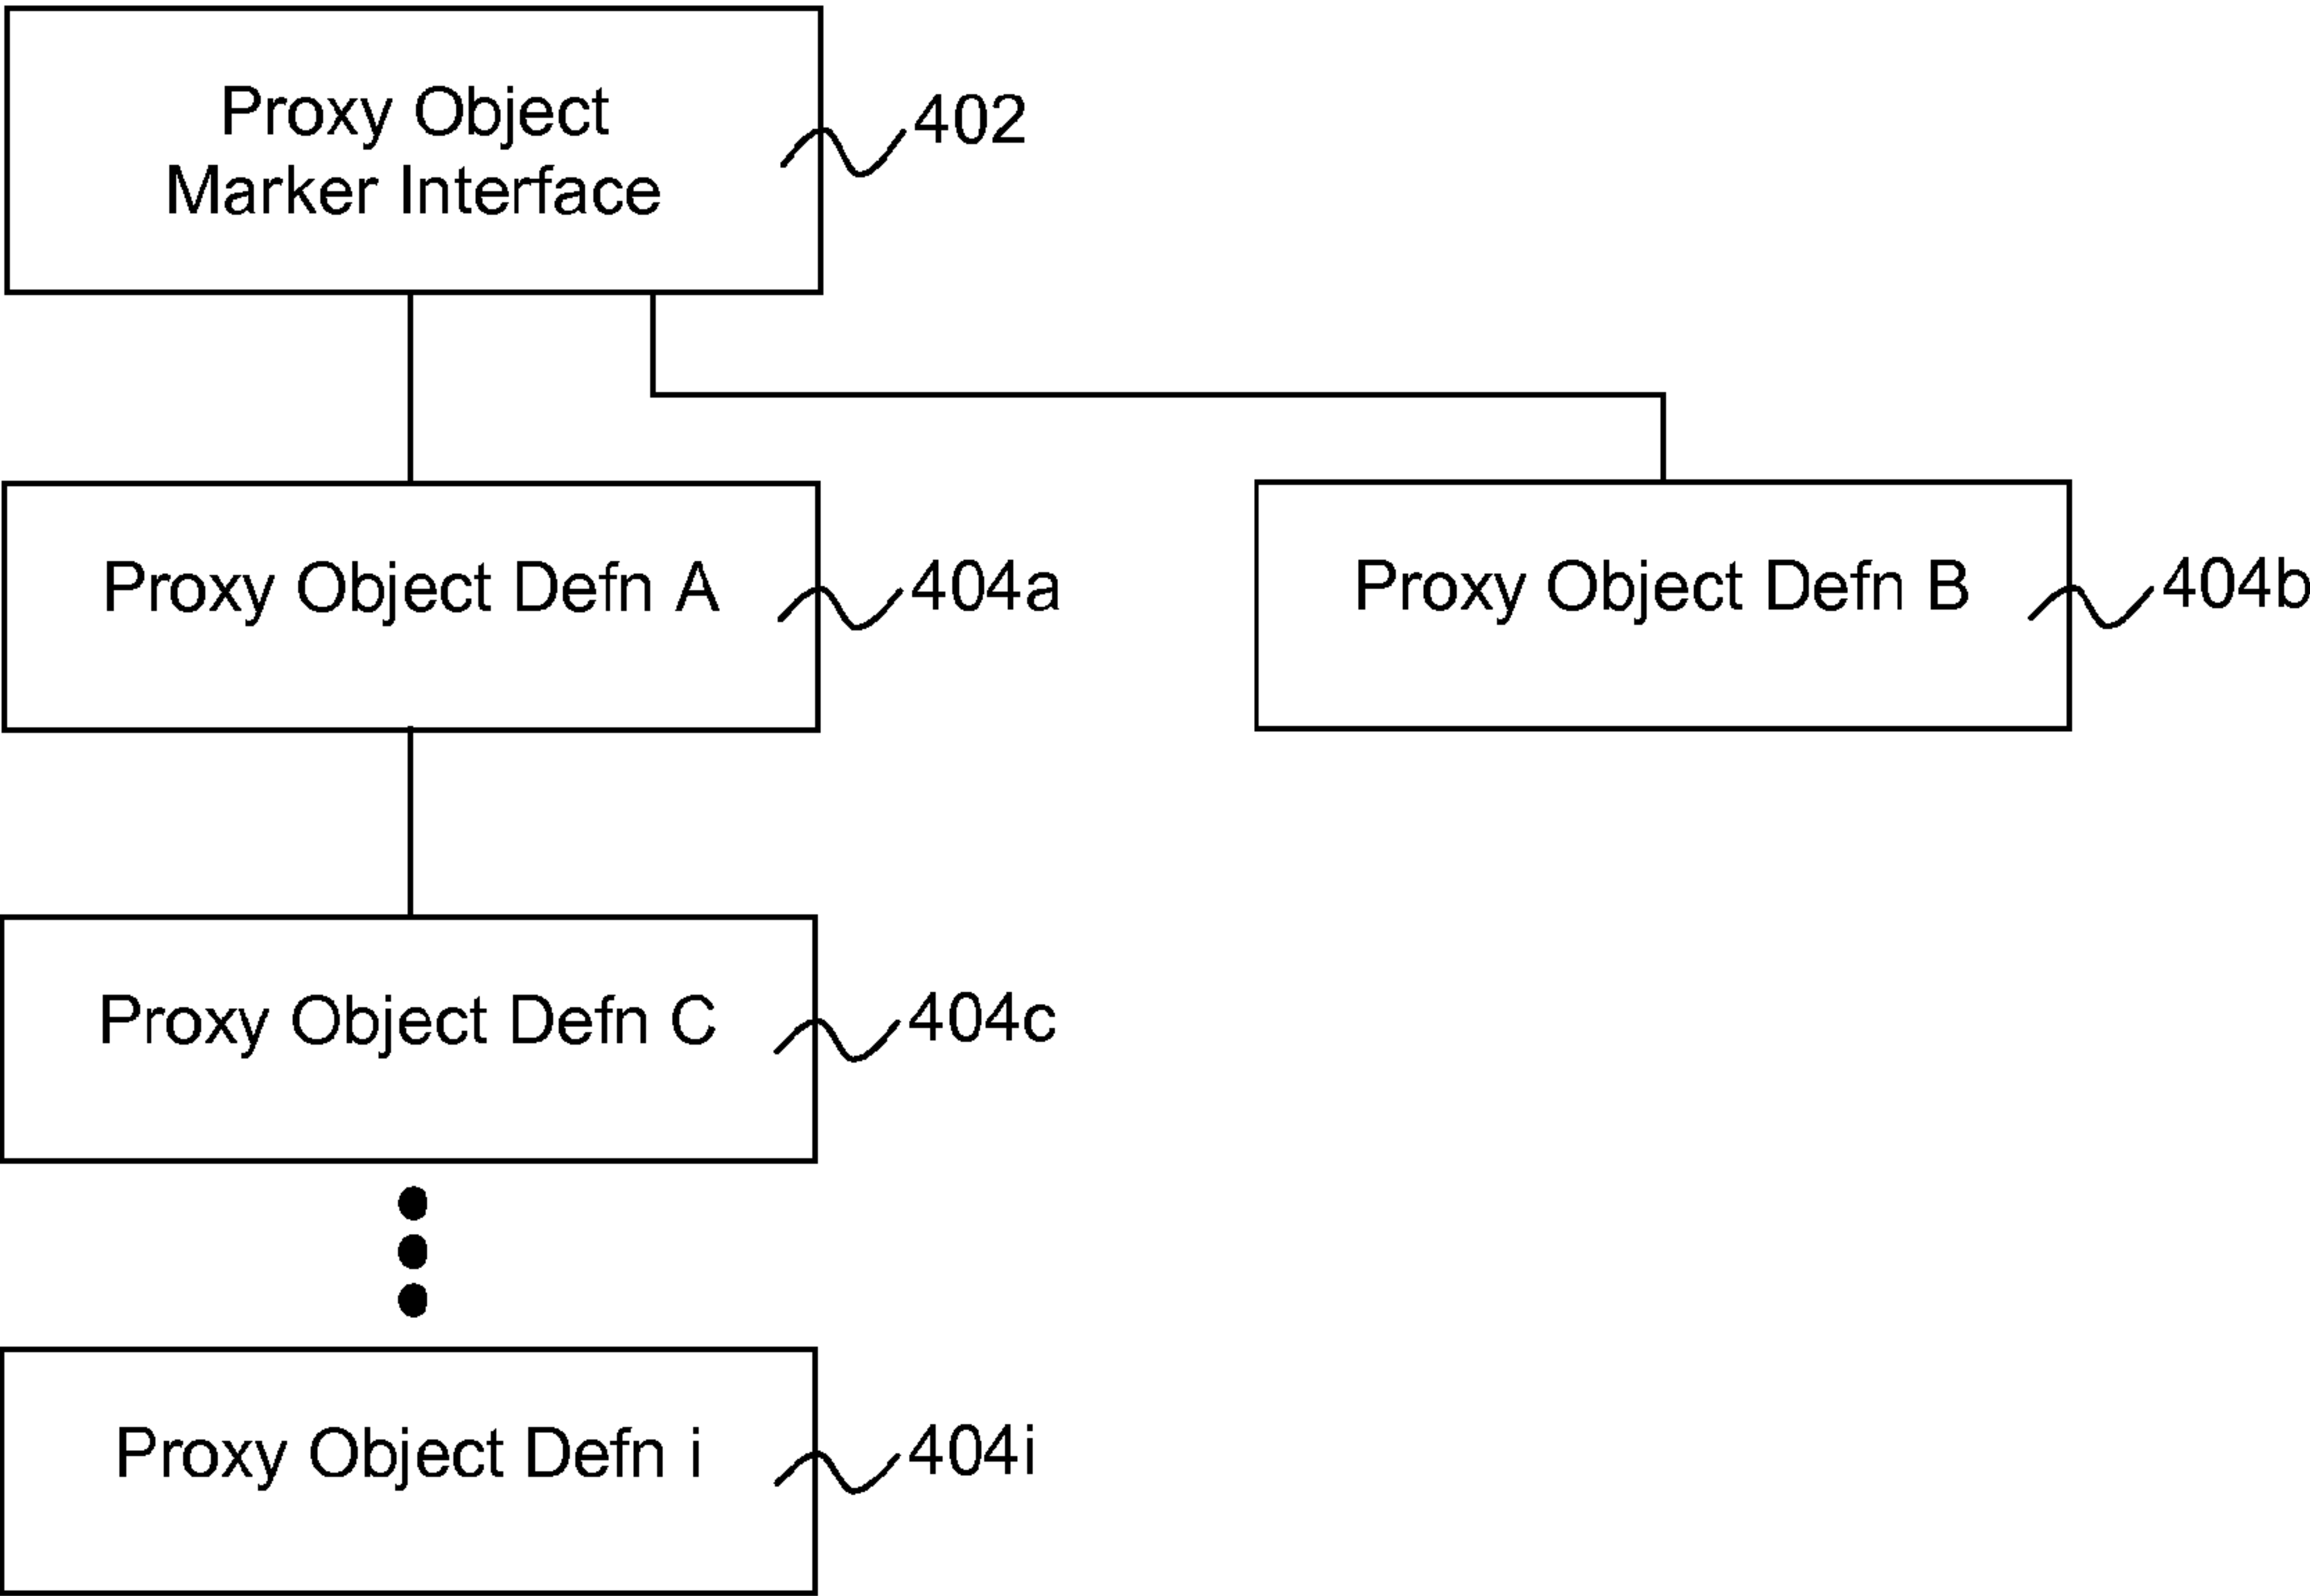 Proxy Object
Marker Interface
402
Proxy Object Defn A
404a
Proxy Object Defn B
404b
Proxy Object Defn C
404c
Proxy Object Defn i
404i